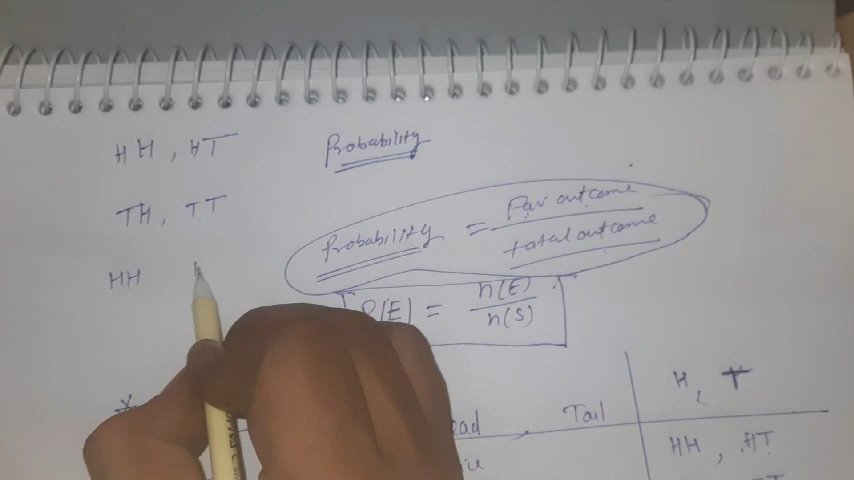 HH , HT
Probability
TH, TT
Probability = Fav outcome
total outcome
HH
P(E) = n(E)
n(S)
H, T
Tail
HH , HT